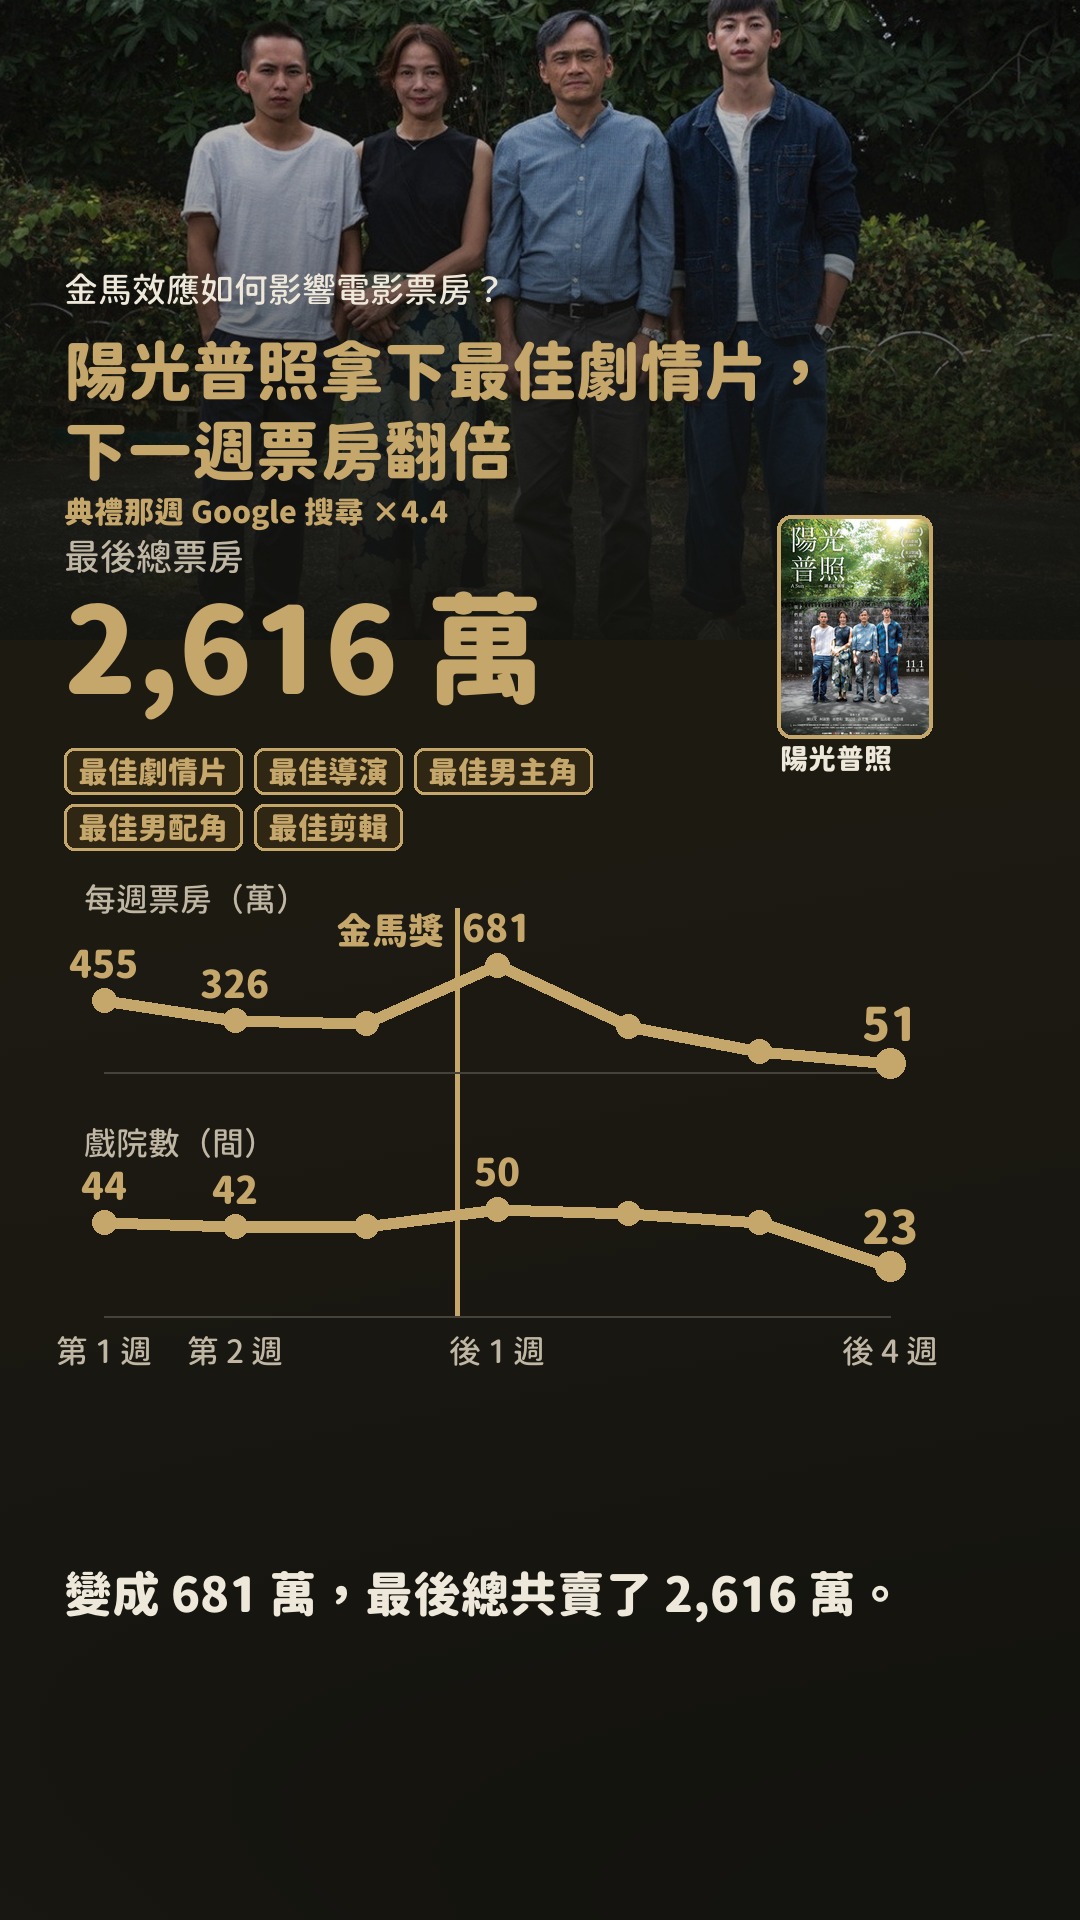 金馬效應如何影響電影票房？
陽光普照拿下最佳劇情片，
下一週票房翻倍
典禮那週 Google 搜尋 ×4.4
最後總票房
2,616 萬
陽光
普照
A Sun
11.1
陽光普照
最佳劇情片 最佳導演 最佳男主角
最佳男配角 最佳剪輯
每週票房（萬）
金馬獎 681
455
326
51
戲院數（間）
44
42
50
23
第 1 週 第 2 週 後 1 週 後 4 週
變成 681 萬，最後總共賣了 2,616 萬。